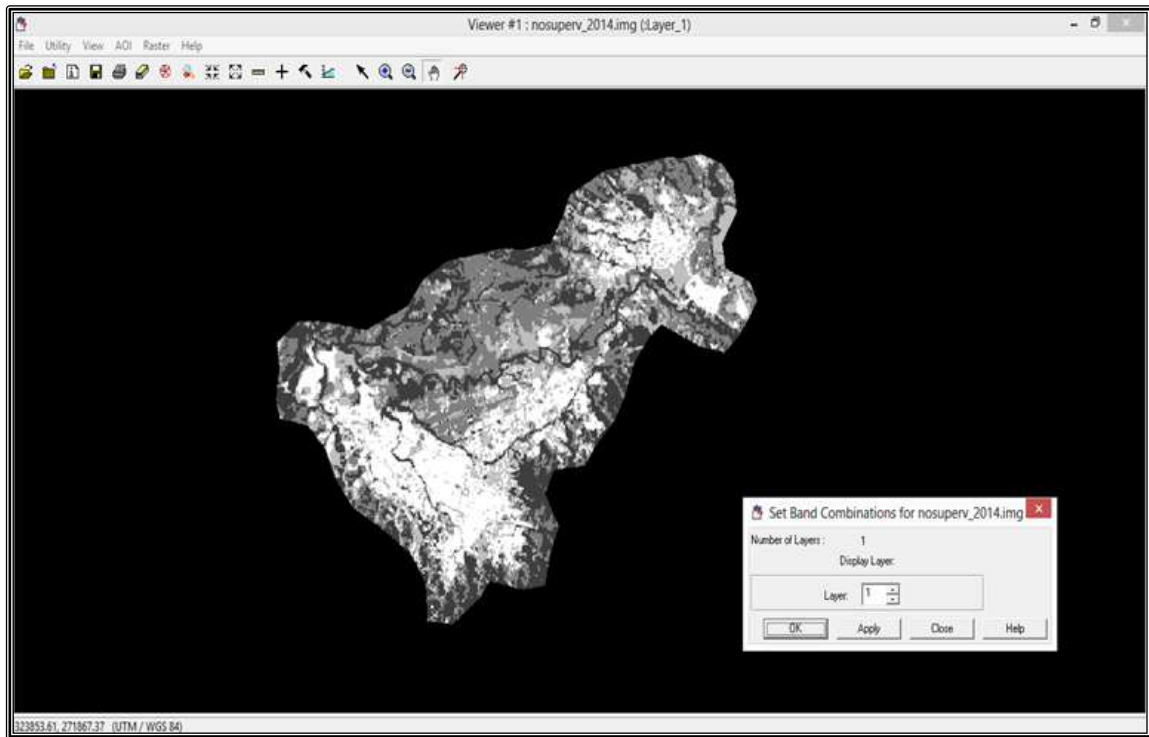 Viewer #1 : nosuperv_2014.img (:Layer_1)
File Utility View AOI Raster Help
Set Band Combinations for nosuperv_2014.img
Number of Layers : 1
Display Layer:
Layer: 1
OK Apply Close Help
323853.61, 271867.37 (UTM / WGS 84)